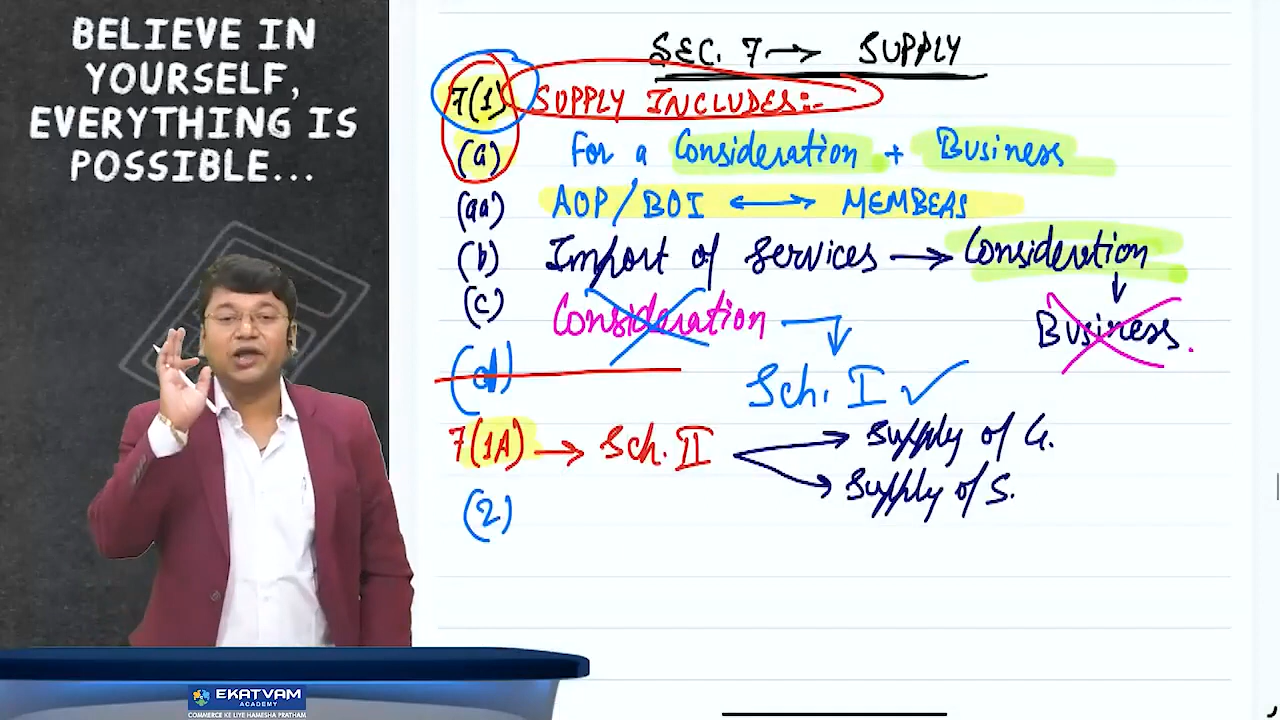 BELIEVE IN
YOURSELF,
EVERYTHING IS
POSSIBLE...
SEC. 7 → SUPPLY
7(1) SUPPLY INCLUDES:-
(a) For a Consideration + Business
(aa) AOP/BOI ↔ MEMBERS
(b) Import of Services → Consideration
↓
Business.
(c) Consideration
Sch. I ✓
(d)
7(1A) → Sch. II
Supply of G.
Supply of S.
(2)
EKATVAM
ACADEMY
COMMERCE KE LIYE HAMESHA PRATHAM